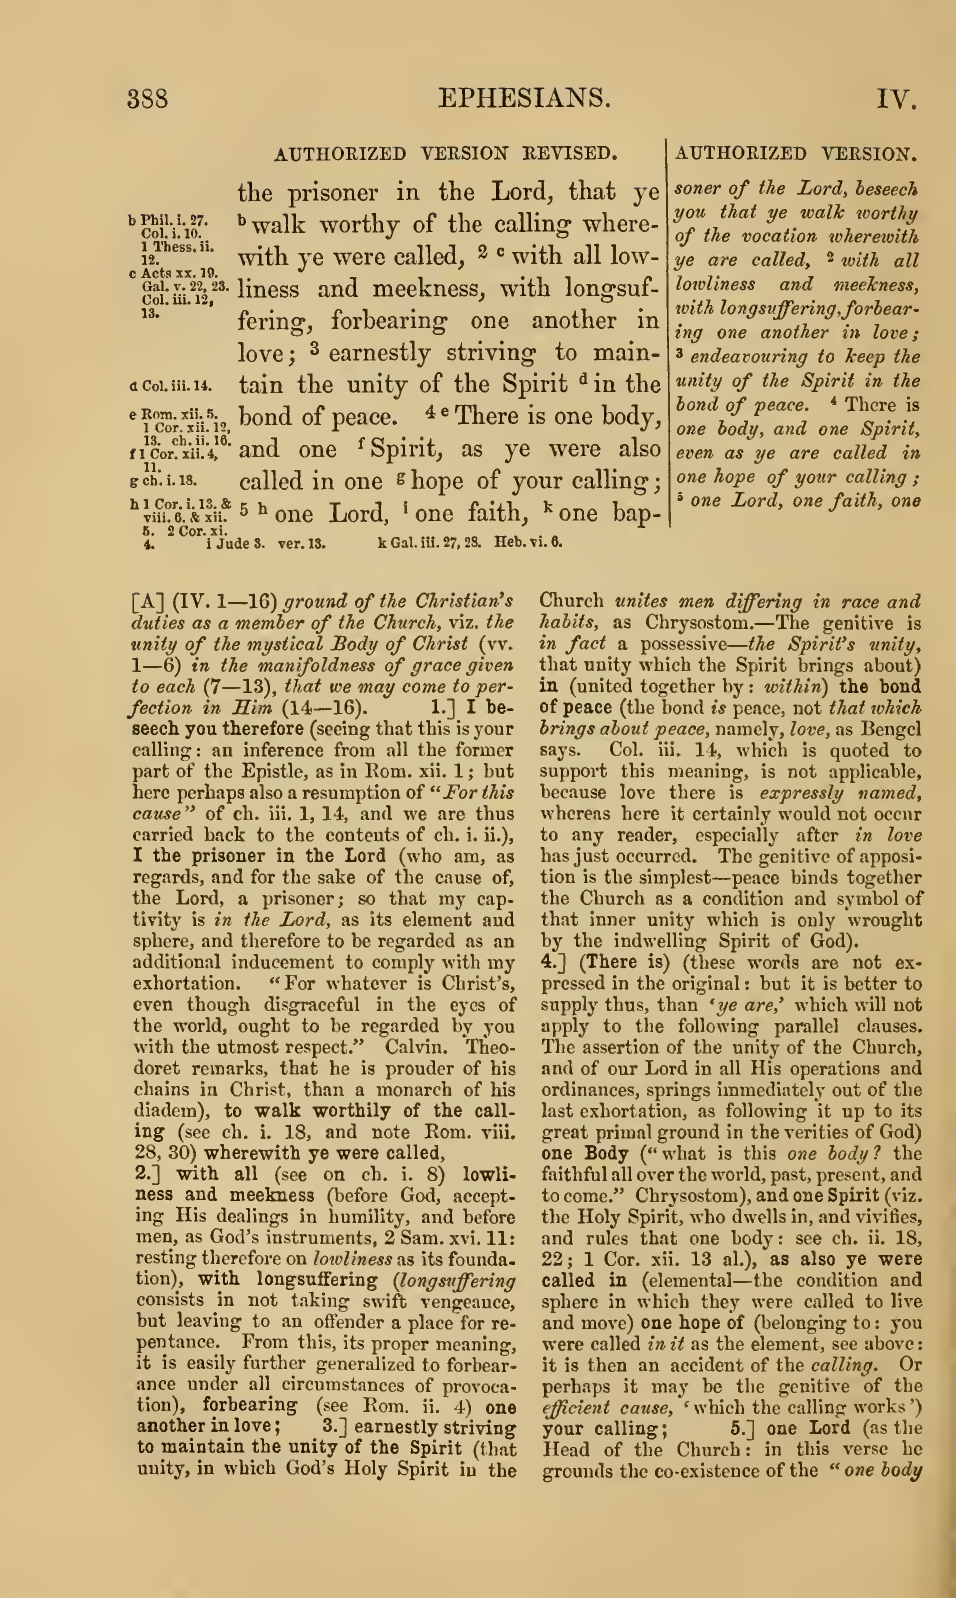 388 EPHESIANS. IV.
AUTHORIZED VERSION REVISED.
the prisoner in the Lord, that ye
b walk worthy of the calling where-
with ye were called, 2 c with all low-
liness and meekness, with longsuf-
fering, forbearing one another in
love; 3 earnestly striving to main-
tain the unity of the Spirit d in the
bond of peace. 4 e There is one body,
and one f Spirit, as ye were also
called in one g hope of your calling;
5 h one Lord, i one faith, k one bap-
b Phil. i. 27.
Col. i. 10.
1 Thess. ii.
12.
c Acts xx. 19.
Gal. v. 22, 23.
Col. iii. 12,
13.
d Col. iii. 14.
e Rom. xii. 5.
1 Cor. xii. 12,
13. ch. ii. 16.
f 1 Cor. xii. 4,
11.
g ch. i. 18.
h 1 Cor. i. 13. &
viii. 6. & xii.
5. 2 Cor. xi.
4. i Jude 3. ver. 13. k Gal. iii. 27, 28. Heb. vi. 6.
AUTHORIZED VERSION.
soner of the Lord, beseech
you that ye walk worthy
of the vocation wherewith
ye are called, 2 with all
lowliness and meekness,
with longsuffering, forbear-
ing one another in love;
3 endeavouring to keep the
unity of the Spirit in the
bond of peace. 4 There is
one body, and one Spirit,
even as ye are called in
one hope of your calling;
5 one Lord, one faith, one
[A] (IV. 1—16) ground of the Christian's
duties as a member of the Church, viz. the
unity of the mystical Body of Christ (vv.
1—6) in the manifoldness of grace given
to each (7—13), that we may come to per-
fection in Him (14—16). 1.] I be-
seech you therefore (seeing that this is your
calling: an inference from all the former
part of the Epistle, as in Rom. xii. 1; but
here perhaps also a resumption of "For this
cause" of ch. iii. 1, 14, and we are thus
carried back to the contents of ch. i. ii.),
I the prisoner in the Lord (who am, as
regards, and for the sake of the cause of,
the Lord, a prisoner; so that my cap-
tivity is in the Lord, as its element and
sphere, and therefore to be regarded as an
additional inducement to comply with my
exhortation. "For whatever is Christ's,
even though disgraceful in the eyes of
the world, ought to be regarded by you
with the utmost respect." Calvin. Theo-
doret remarks, that he is prouder of his
chains in Christ, than a monarch of his
diadem), to walk worthily of the call-
ing (see ch. i. 18, and note Rom. viii.
28, 30) wherewith ye were called,
2.] with all (see on ch. i. 8) lowli-
ness and meekness (before God, accept-
ing His dealings in humility, and before
men, as God's instruments, 2 Sam. xvi. 11:
resting therefore on lowliness as its founda-
tion), with longsuffering (longsuffering
consists in not taking swift vengeance,
but leaving to an offender a place for re-
pentance. From this, its proper meaning,
it is easily further generalized to forbear-
ance under all circumstances of provoca-
tion), forbearing (see Rom. ii. 4) one
another in love; 3.] earnestly striving
to maintain the unity of the Spirit (that
unity, in which God's Holy Spirit in the
Church unites men differing in race and
habits, as Chrysostom.—The genitive is
in fact a possessive—the Spirit's unity,
that unity which the Spirit brings about)
in (united together by: within) the bond
of peace (the bond is peace, not that which
brings about peace, namely, love, as Bengel
says. Col. iii. 14, which is quoted to
support this meaning, is not applicable,
because love there is expressly named,
whereas here it certainly would not occur
to any reader, especially after in love
has just occurred. The genitive of apposi-
tion is the simplest—peace binds together
the Church as a condition and symbol of
that inner unity which is only wrought
by the indwelling Spirit of God).
4.] (There is) (these words are not ex-
pressed in the original: but it is better to
supply thus, than 'ye are,' which will not
apply to the following parallel clauses.
The assertion of the unity of the Church,
and of our Lord in all His operations and
ordinances, springs immediately out of the
last exhortation, as following it up to its
great primal ground in the verities of God)
one Body ("what is this one body? the
faithful all over the world, past, present, and
to come." Chrysostom), and one Spirit (viz.
the Holy Spirit, who dwells in, and vivifies,
and rules that one body: see ch. ii. 18,
22; 1 Cor. xii. 13 al.), as also ye were
called in (elemental—the condition and
sphere in which they were called to live
and move) one hope of (belonging to: you
were called in it as the element, see above:
it is then an accident of the calling. Or
perhaps it may be the genitive of the
efficient cause, 'which the calling works')
your calling; 5.] one Lord (as the
Head of the Church: in this verse he
grounds the co-existence of the "one body